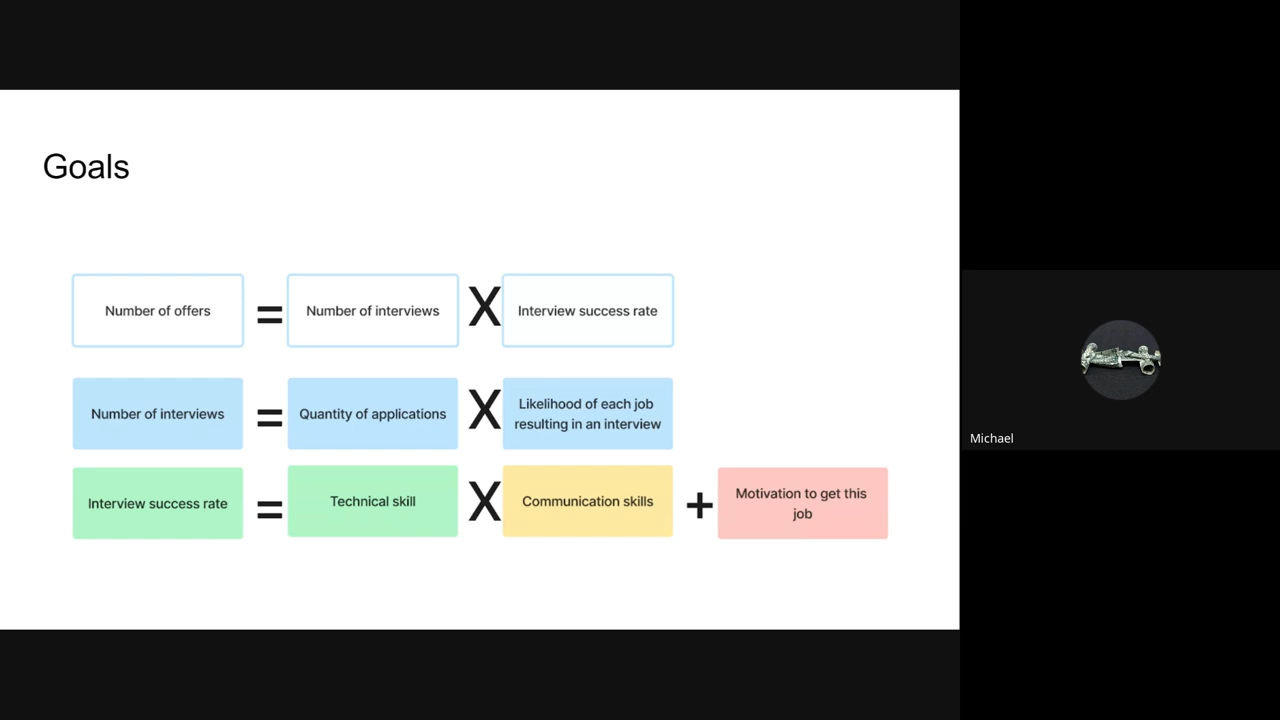 Goals
Number of offers = Number of interviews X Interview success rate
Number of interviews = Quantity of applications X Likelihood of each job
resulting in an interview
Interview success rate = Technical skill X Communication skills + Motivation to get this
job
Michael